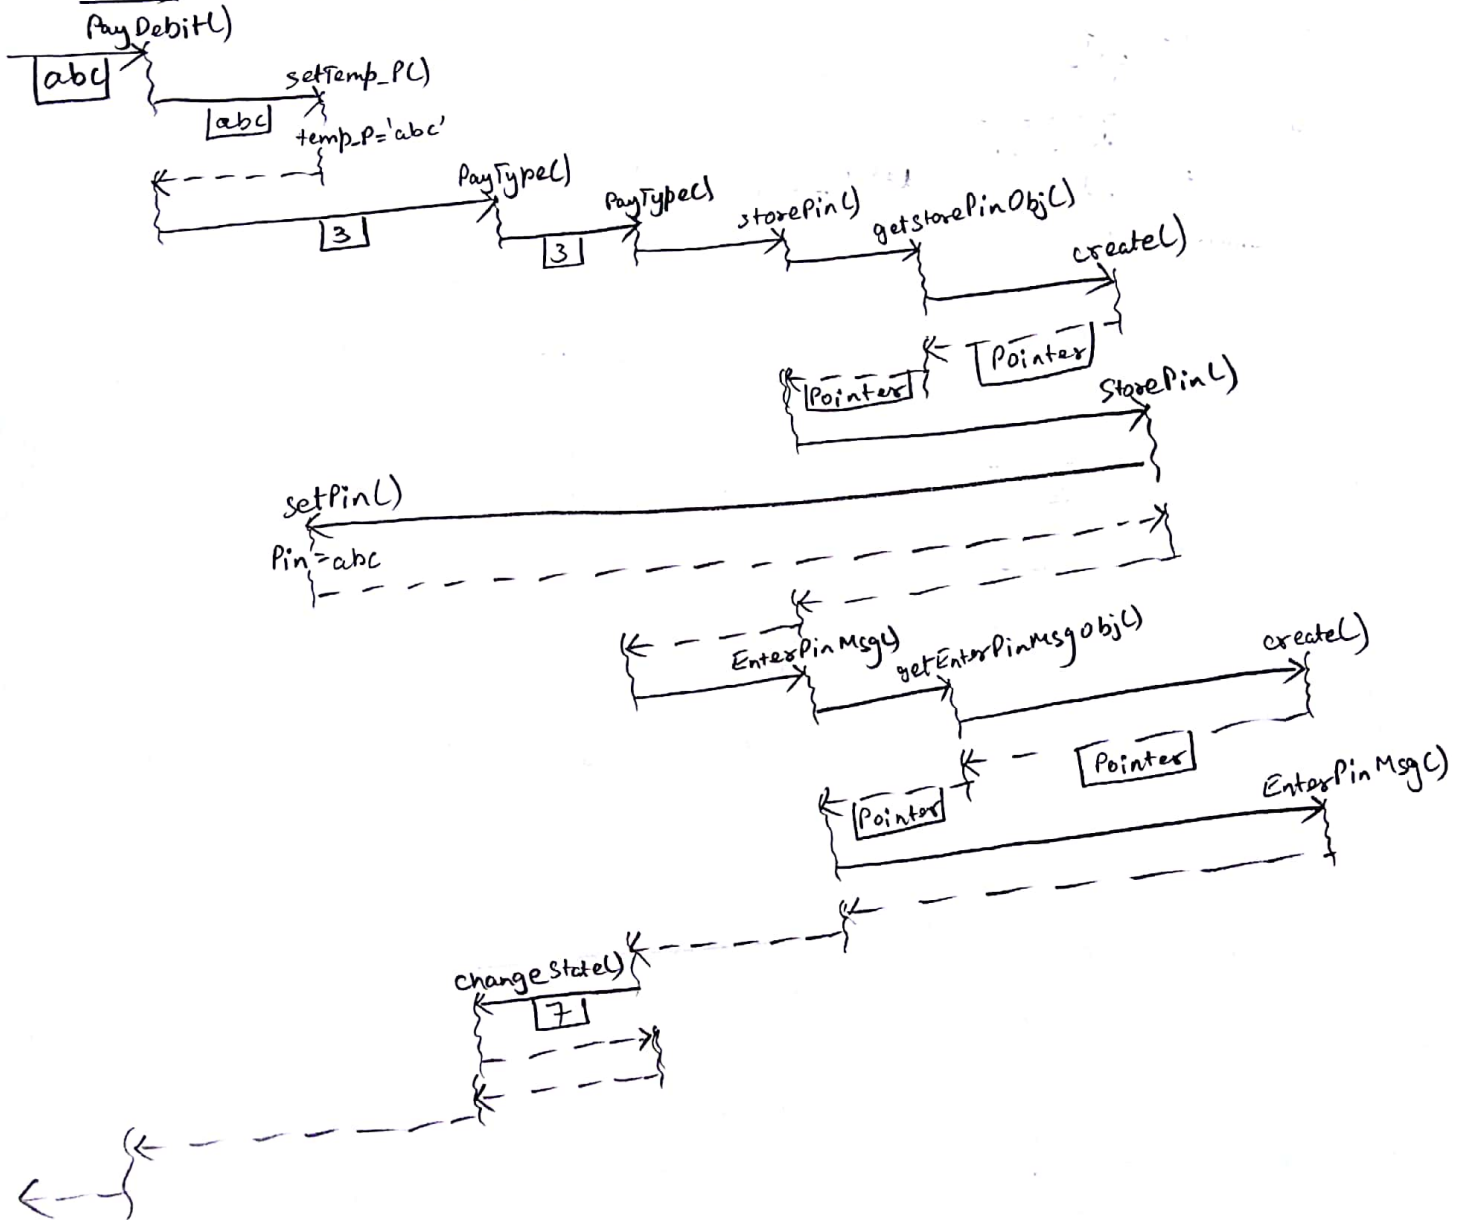 PayDebit()
abc
setTemp_P()
abc
temp_P='abc'
PayType()
3
PayType()
3
storePin()
getstorePinObj()
create()
Pointer
Pointer
StorePin()
setPin()
Pin=abc
EnterPinMsg()
getEnterPinMsgObj()
create()
Pointer
Pointer
EnterPinMsg()
changeState()
7